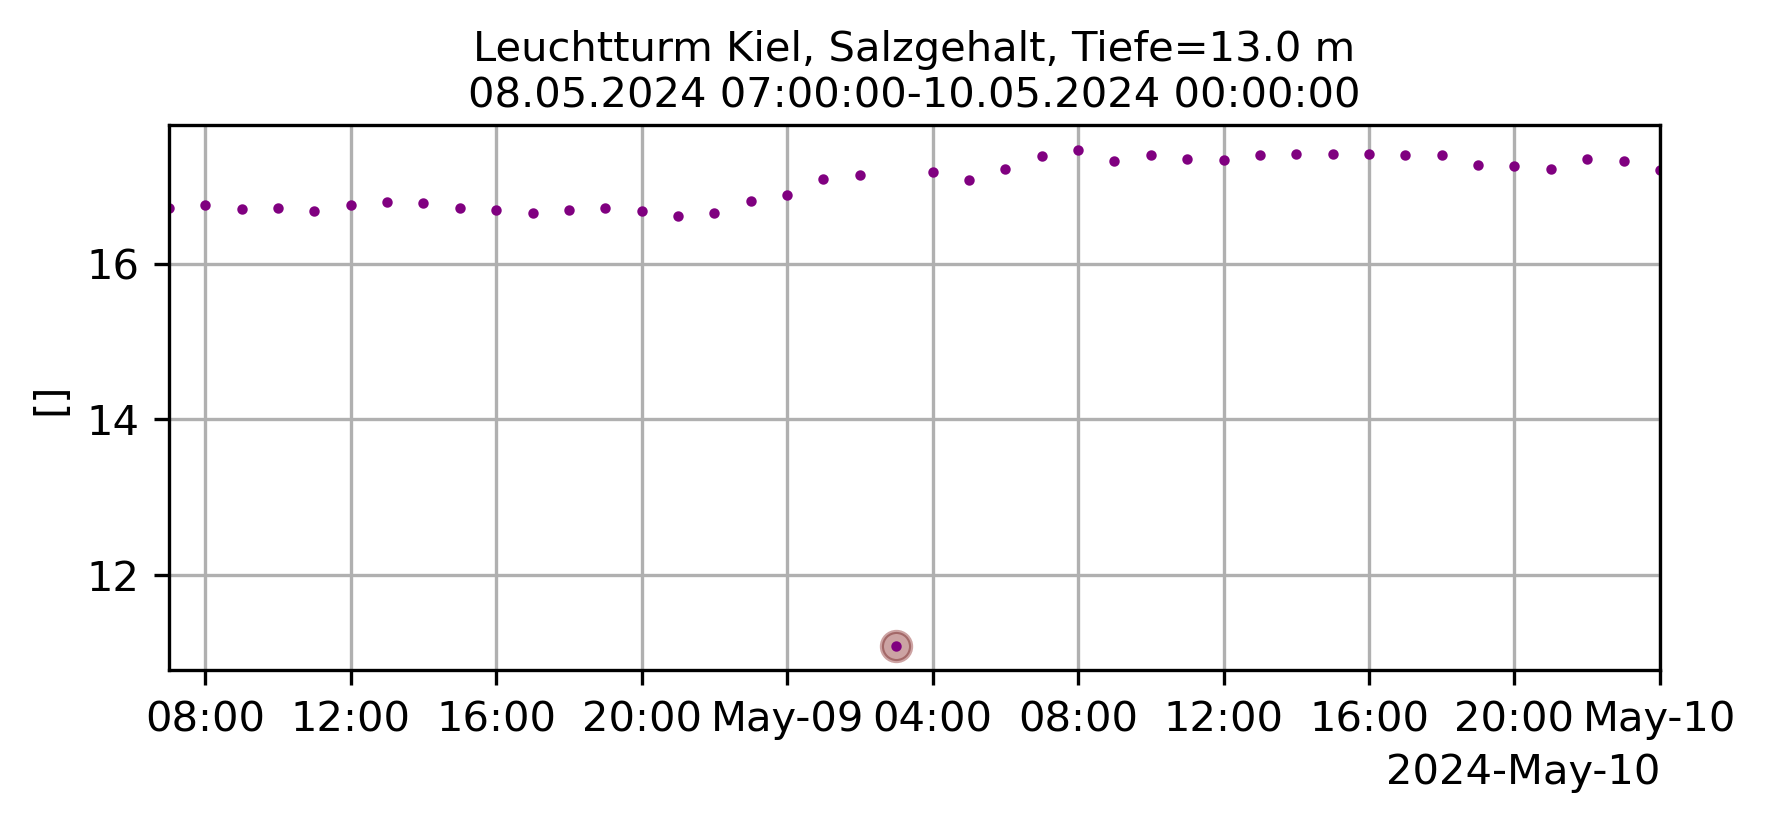 Leuchtturm Kiel, Salzgehalt, Tiefe=13.0 m
08.05.2024 07:00:00-10.05.2024 00:00:00
16
14
12
[]
08:00 12:00 16:00 20:00 May-09 04:00 08:00 12:00 16:00 20:00 May-10
2024-May-10